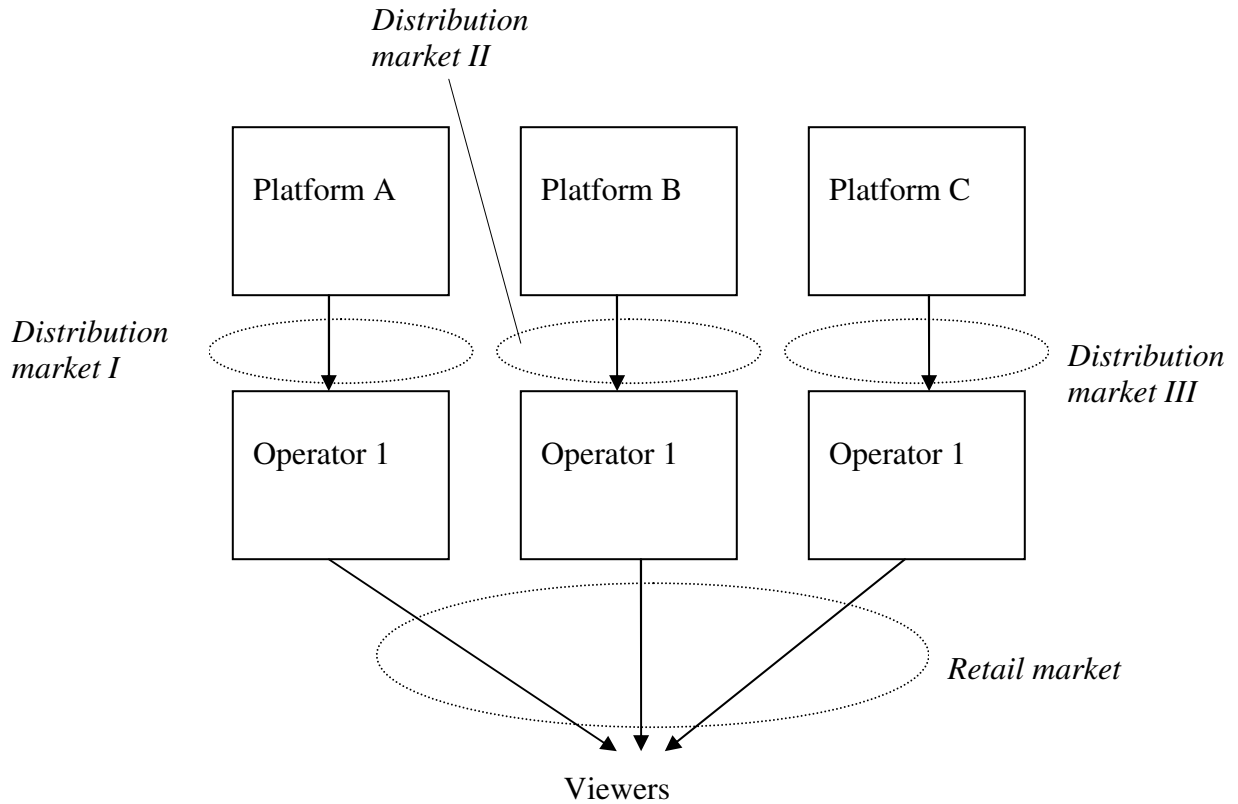 Distribution
market II
Platform A
Platform B
Platform C
Distribution
market I
Distribution
market III
Operator 1
Operator 1
Operator 1
Retail market
Viewers